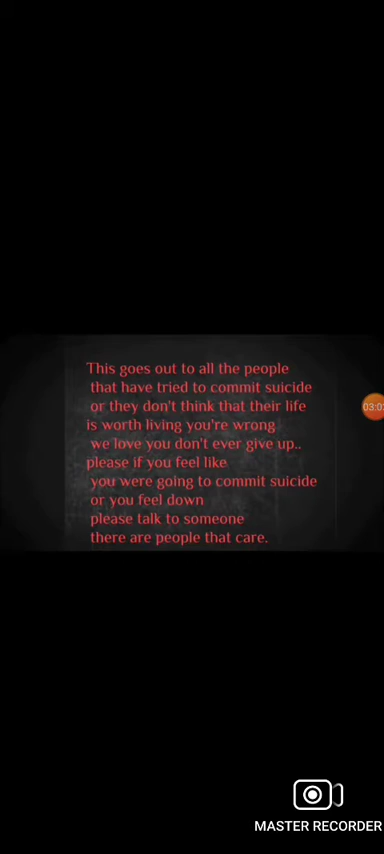 This goes out to all the people
that have tried to commit suicide
or they don't think that their life
is worth living you're wrong
we love you don't ever give up..
please if you feel like
you were going to commit suicide
or you feel down
please talk to someone
there are people that care.
MASTER RECORDER